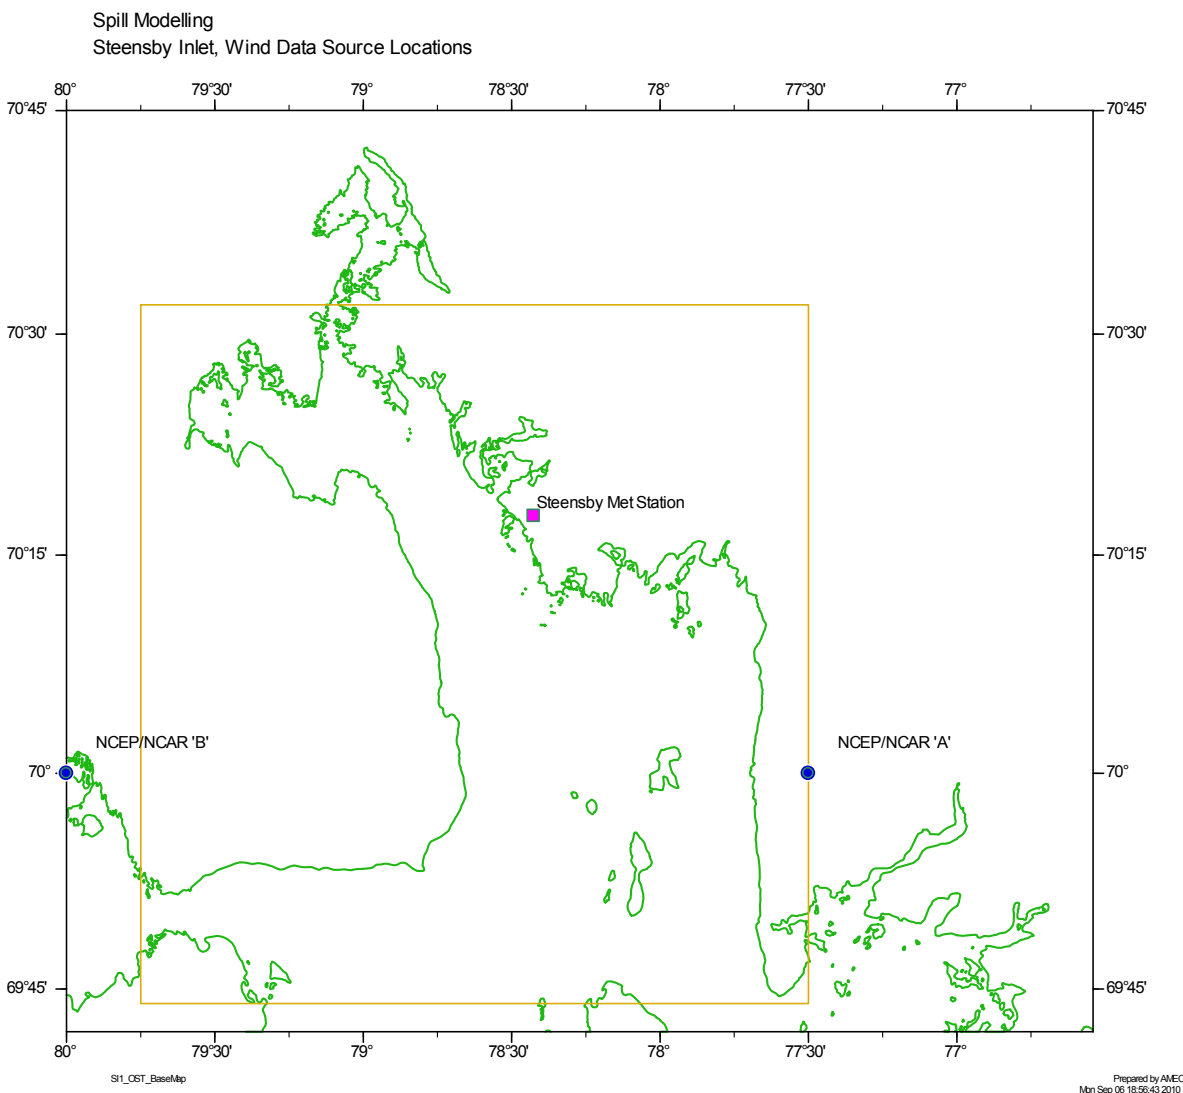 Spill Modelling
Steensby Inlet, Wind Data Source Locations
80° 79°30' 79° 78°30' 78° 77°30' 77°
70°45' 70°45'
70°30' 70°30'
Steensby Met Station
70°15' 70°15'
NCEP/NCAR 'B' NCEP/NCAR 'A'
70° 70°
69°45' 69°45'
80° 79°30' 79° 78°30' 78° 77°30' 77°
SI1_OST_BaseMap Prepared by AMEC
Mon Sep 06 18:56:43 2010